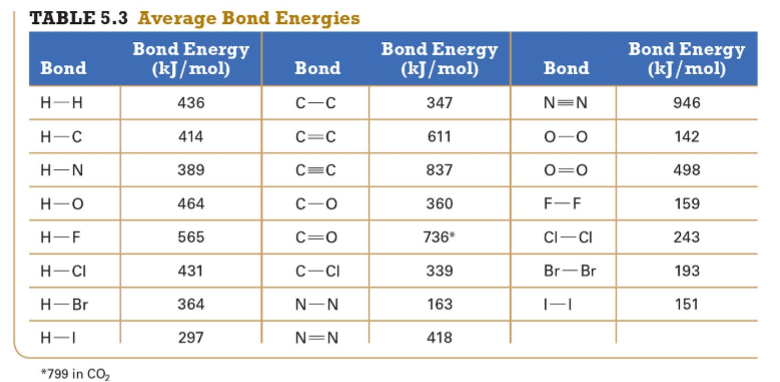 TABLE 5.3 Average Bond Energies
Bond Bond Energy (kJ/mol) Bond Bond Energy (kJ/mol) Bond Bond Energy (kJ/mol)
H—H 436 C—C 347 N≡N 946
H—C 414 C=C 611 O—O 142
H—N 389 C≡C 837 O=O 498
H—O 464 C—O 360 F—F 159
H—F 565 C=O 736* Cl—Cl 243
H—Cl 431 C—Cl 339 Br—Br 193
H—Br 364 N—N 163 I—I 151
H—I 297 N=N 418
*799 in CO₂